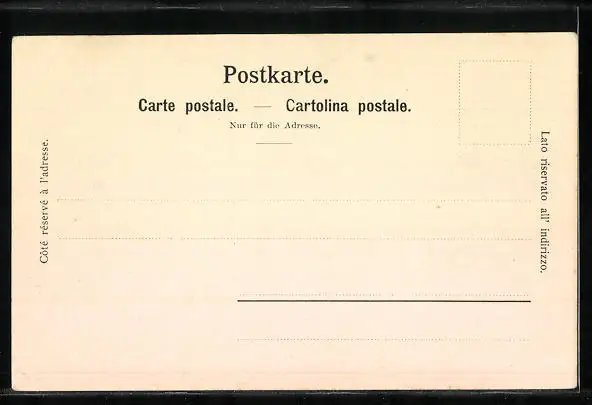 Postkarte.
Carte postale. — Cartolina postale.
Nur für die Adresse.
Côté réservé à l'adresse.
Lato riservato all' indirizzo.